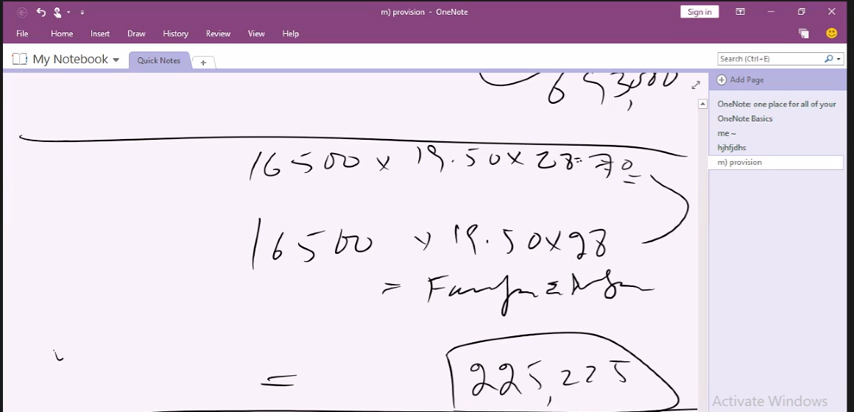 m) provision - OneNote
Sign in
File Home Insert Draw History Review View Help
My Notebook Quick Notes
Search (Ctrl+E)
Add Page
OneNote: one place for all of your
OneNote Basics
me ~
hjhfjdhs
m) provision
643,500
16500 x 19.50 x 28 = 70
16500 x 19.50 x 98
=
= 225,225
Activate Windows